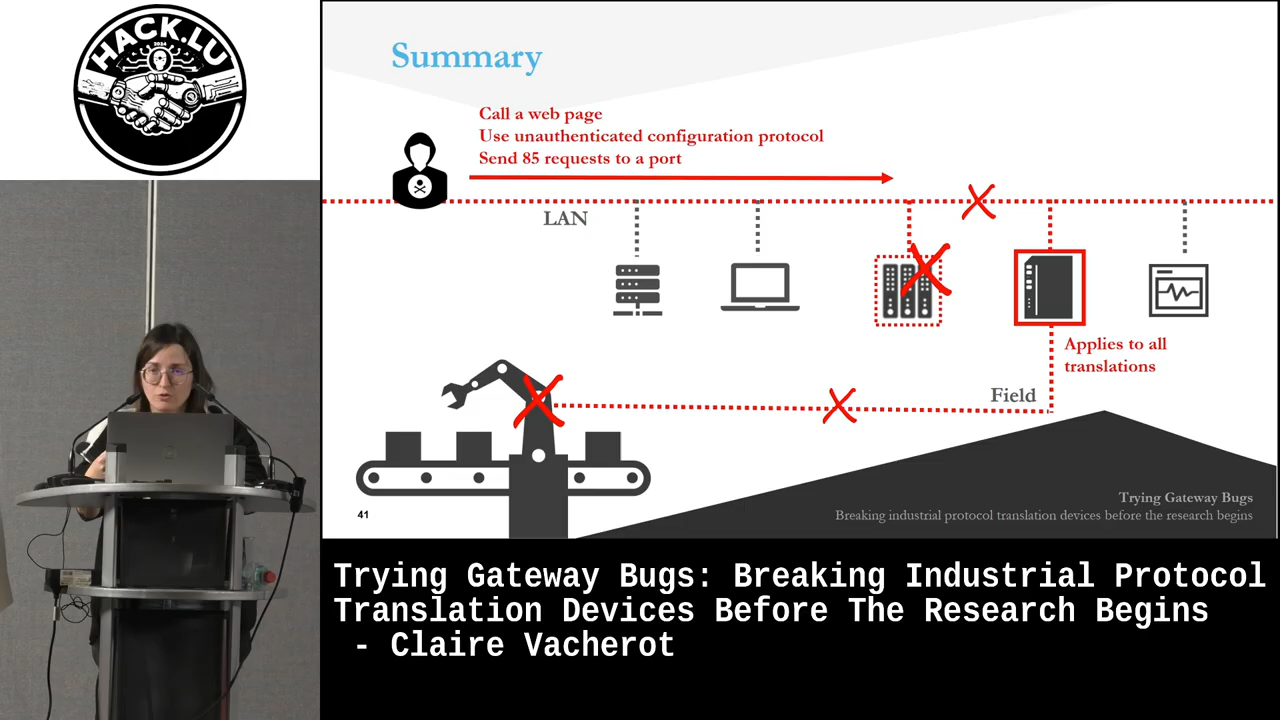 HACK.LU
2024
Summary
Call a web page
Use unauthenticated configuration protocol
Send 85 requests to a port
LAN
Applies to all
translations
Field
Trying Gateway Bugs
Breaking industrial protocol translation devices before the research begins
41
Trying Gateway Bugs: Breaking Industrial Protocol
Translation Devices Before The Research Begins
- Claire Vacherot